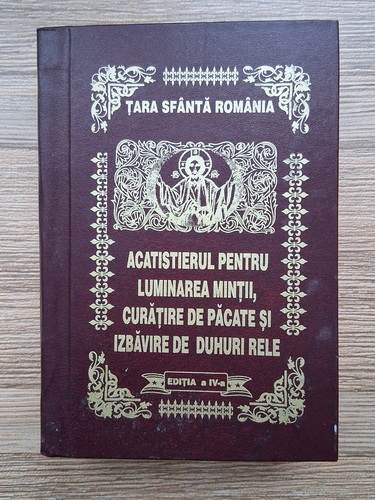 ȚARA SFÂNTĂ ROMÂNIA
ACATISTIERUL PENTRU
LUMINAREA MINȚII,
CURĂȚIRE DE PĂCATE ȘI
IZBĂVIRE DE DUHURI RELE
EDIȚIA a IV-a